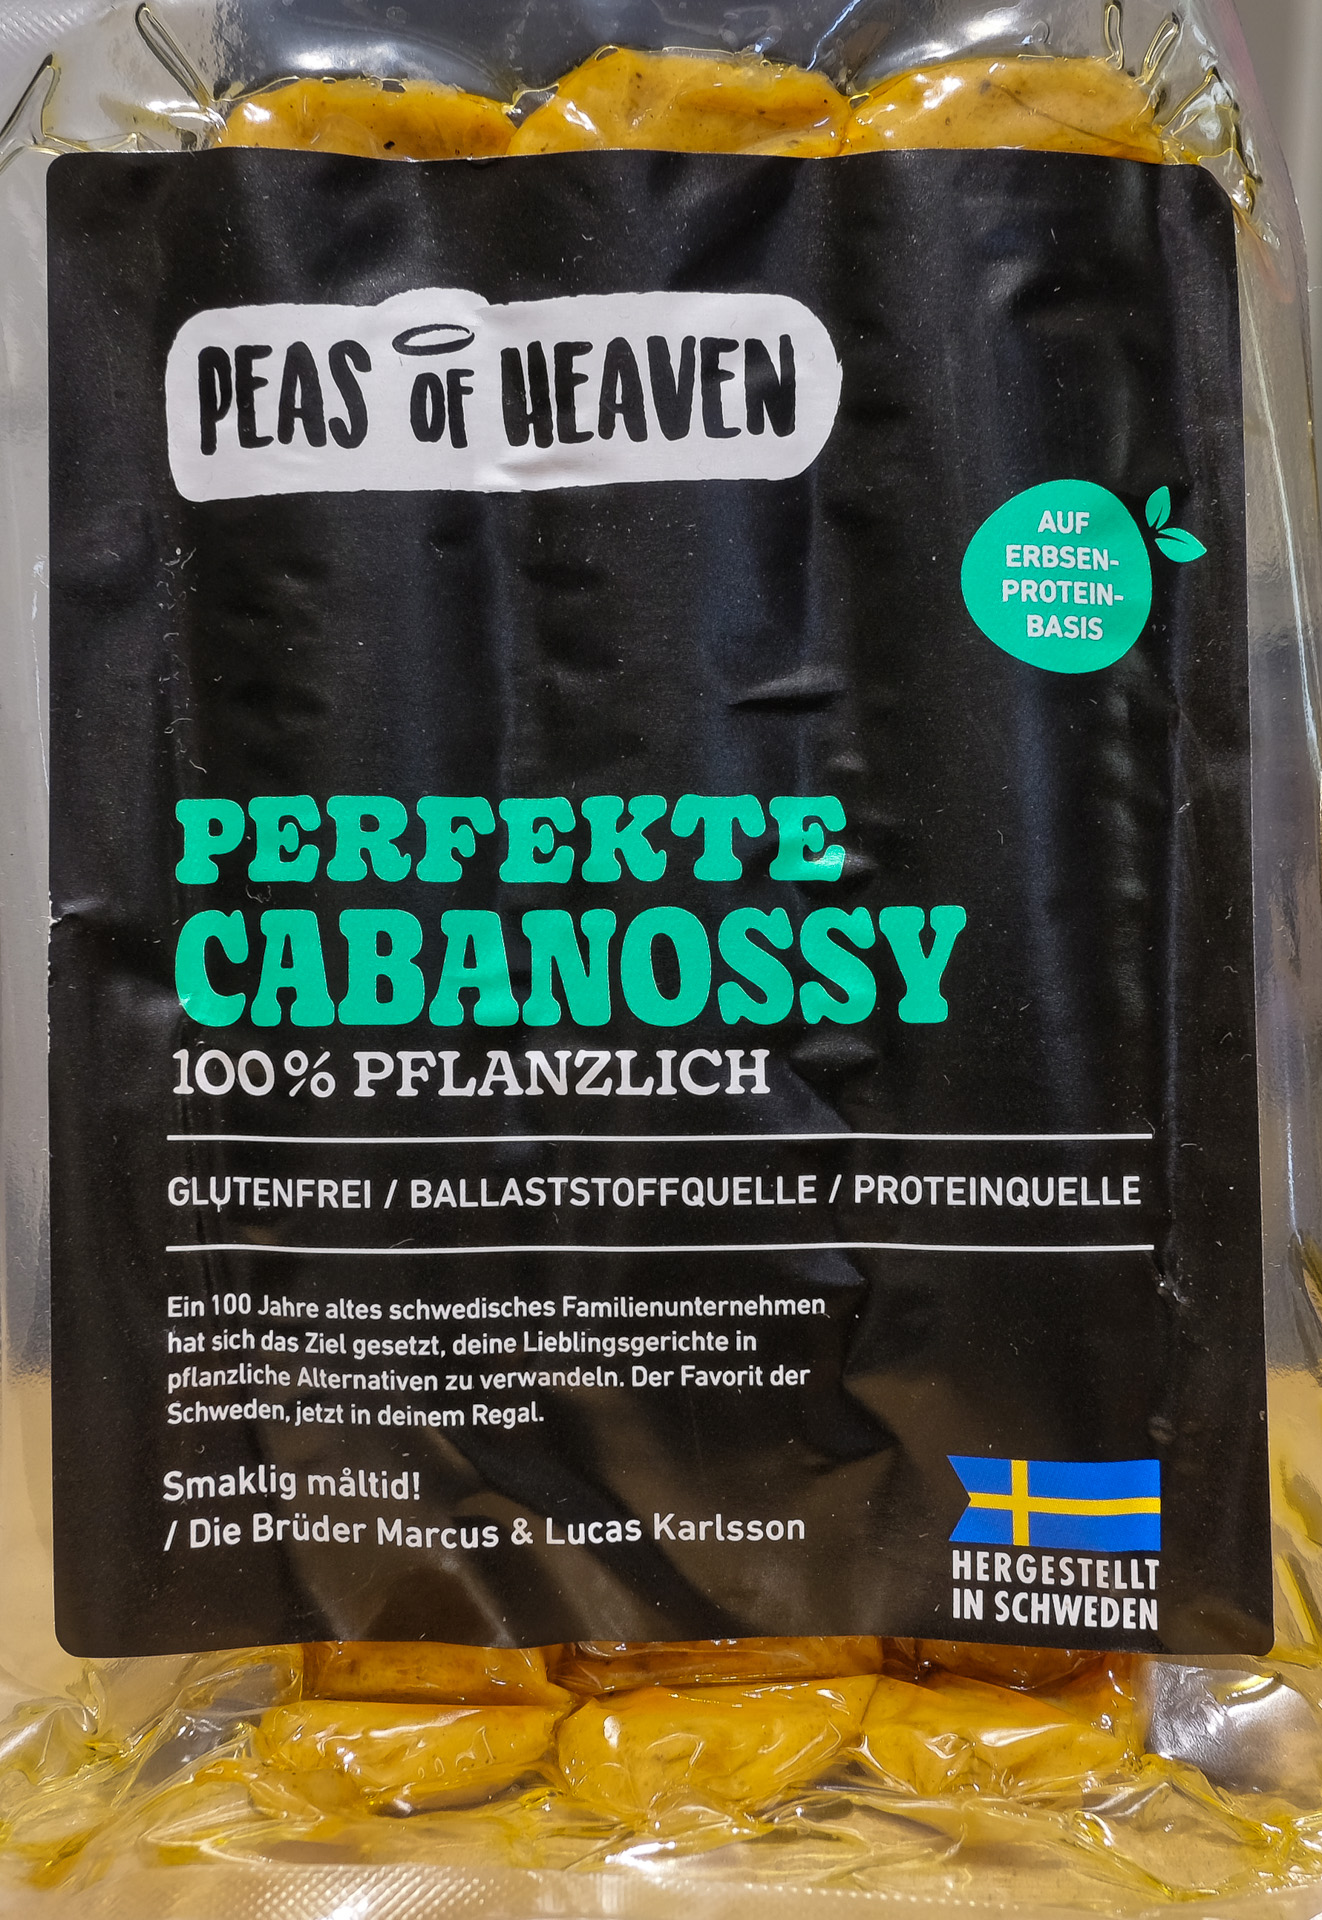 PEAS OF HEAVEN
AUF
ERBSEN-
PROTEIN-
BASIS
PERFEKTE
CABANOSSY
100% PFLANZLICH
GLUTENFREI / BALLASTSTOFFQUELLE / PROTEINQUELLE
Ein 100 Jahre altes schwedisches Familienunternehmen
hat sich das Ziel gesetzt, deine Lieblingsgerichte in
pflanzliche Alternativen zu verwandeln. Der Favorit der
Schweden, jetzt in deinem Regal.
Smaklig måltid!
/ Die Brüder Marcus & Lucas Karlsson
HERGESTELLT
IN SCHWEDEN